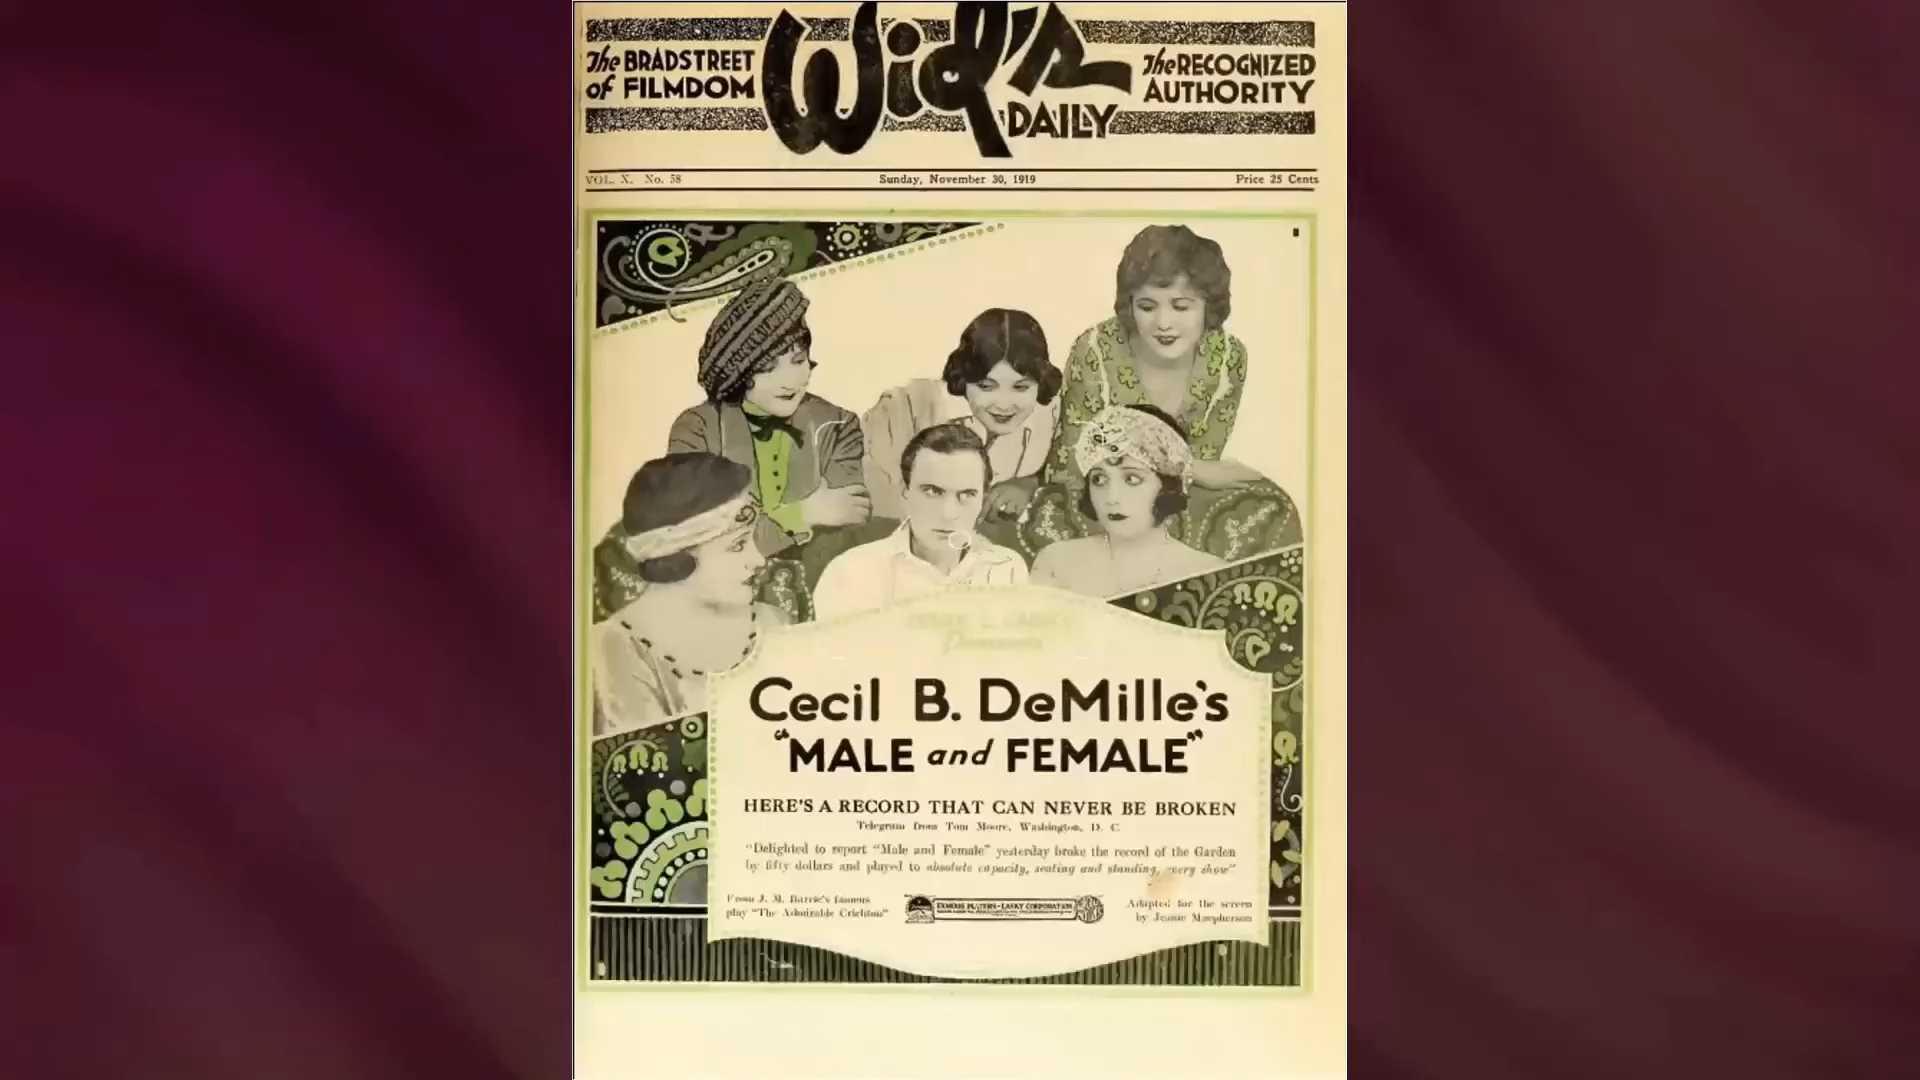 The BRADSTREET
of FILMDOM
Wid's
DAILY
The RECOGNIZED
AUTHORITY
VOL. X. No. 58
Sunday, November 30, 1919
Price 25 Cents
Cecil B. DeMille's
"MALE and FEMALE"
HERE'S A RECORD THAT CAN NEVER BE BROKEN
Telegram from Tom Moore, Washington, D. C.
"Delighted to report "Male and Female" yesterday broke the record of the Garden
by fifty dollars and played to absolute capacity, seating and standing, every show"
From J. M. Barrie's famous
play "The Admirable Crichton"
FAMOUS PLAYERS-LASKY CORPORATION
Adapted for the screen
by Jeanie Macpherson